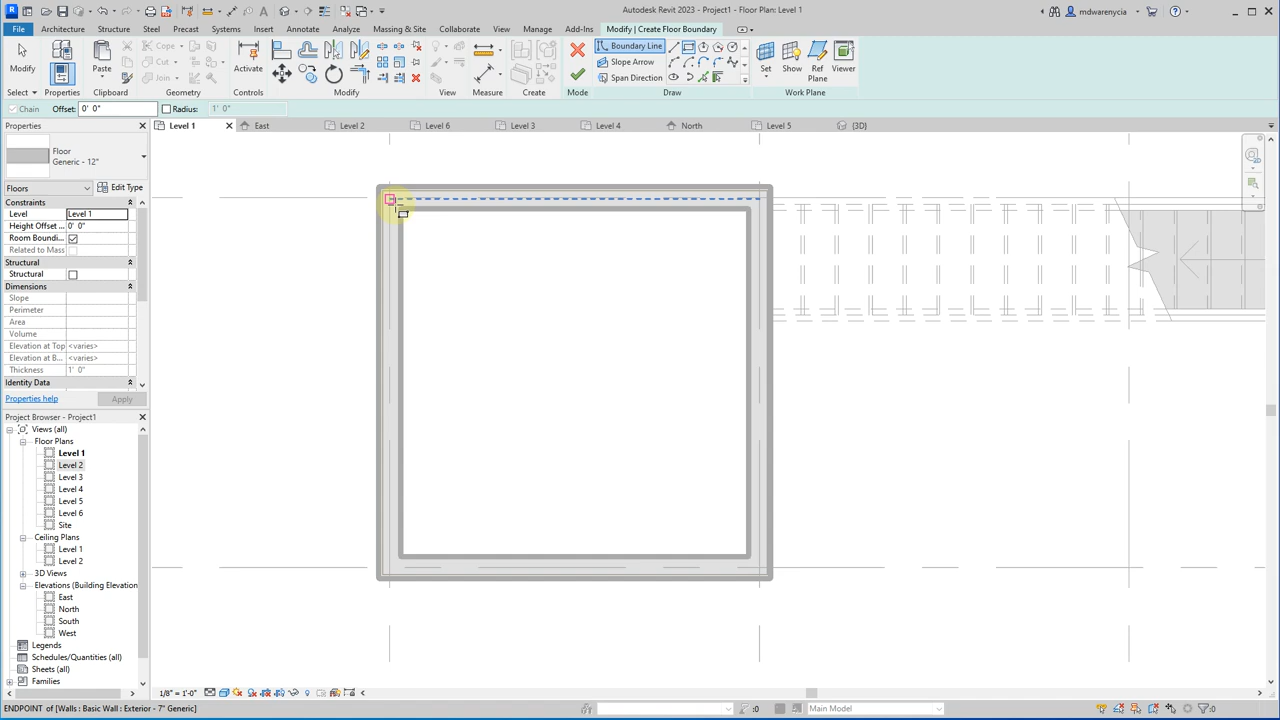 Autodesk Revit 2023 - Project1 - Floor Plan: Level 1
mdwarenycia
File Architecture Structure Steel Precast Systems Insert Annotate Analyze Massing & Site Collaborate View Manage Add-Ins Modify | Create Floor Boundary
Modify
Properties
Paste
Cope
Cut
Join
Activate
Boundary Line
Slope Arrow
Span Direction
Set
Show
Ref Plane
Viewer
Select Properties Clipboard Geometry Controls Modify View Measure Create Mode Draw Work Plane
Chain Offset: 0' 0" Radius: 1' 0"
Properties
Level 1 East Level 2 Level 6 Level 3 Level 4 North Level 5 {3D}
Floor
Generic - 12"
Floors Edit Type
Constraints
Level Level 1
Height Offset ... 0' 0"
Room Boundi...
Related to Mass
Structural
Structural
Dimensions
Slope
Perimeter
Area
Volume
Elevation at Top <varies>
Elevation at B... <varies>
Thickness 1' 0"
Identity Data
Properties help Apply
Project Browser - Project1
Views (all)
Floor Plans
Level 1
Level 2
Level 3
Level 4
Level 5
Level 6
Site
Ceiling Plans
Level 1
Level 2
3D Views
Elevations (Building Elevation
East
North
South
West
Legends
Schedules/Quantities (all)
Sheets (all)
Families
1/8" = 1'-0"
ENDPOINT of [Walls : Basic Wall : Exterior - 7" Generic]
:0
Main Model
:0